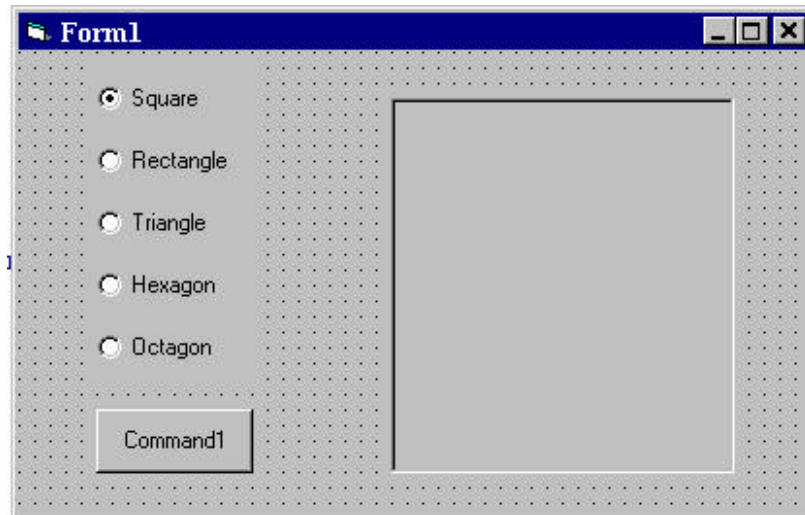 Form1
Square
Rectangle
Triangle
Hexagon
Octagon
Command1